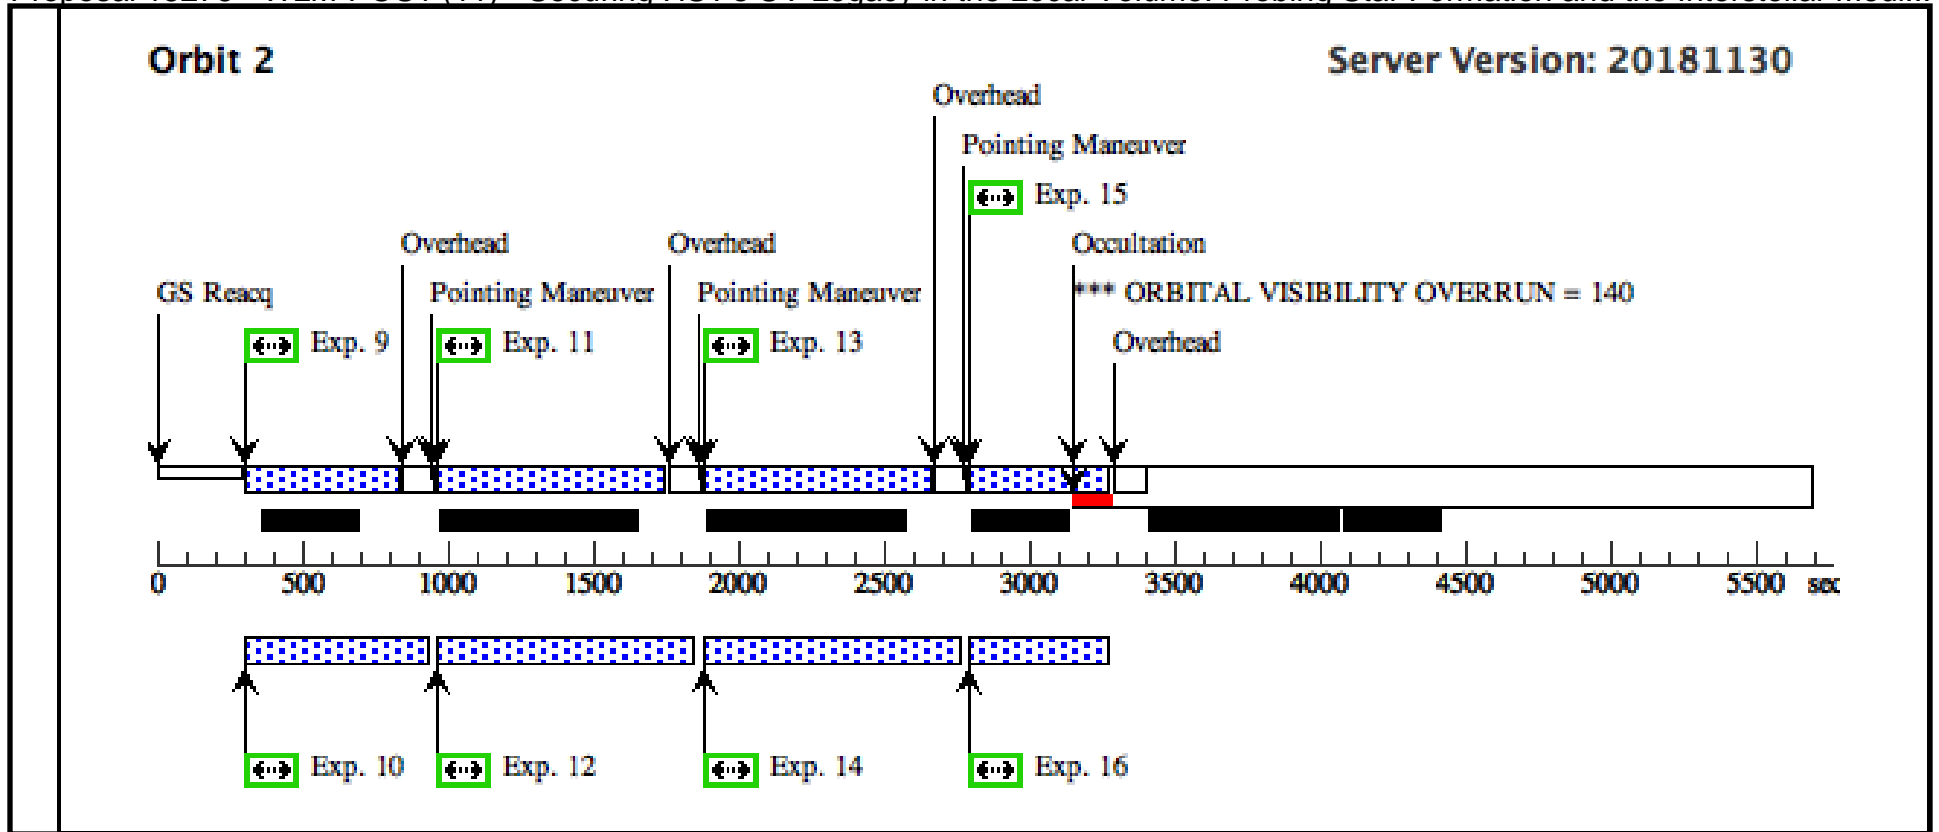 Orbit 2
Server Version: 20181130
Overhead
Pointing Maneuver
Exp. 15
Overhead
Overhead
Occultation
GS Reacq
Pointing Maneuver
Pointing Maneuver
*** ORBITAL VISIBILITY OVERRUN = 140
Exp. 9
Exp. 11
Exp. 13
Overhead
0 500 1000 1500 2000 2500 3000 3500 4000 4500 5000 5500 sec
Exp. 10
Exp. 12
Exp. 14
Exp. 16